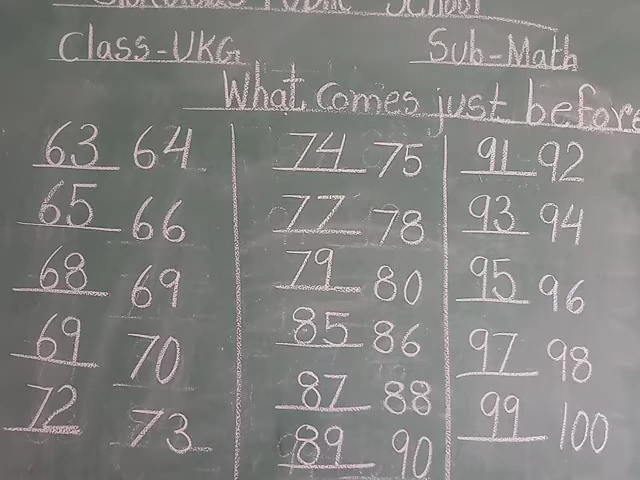 Public School
Class-UKG Sub-Math
What comes just before
63 64 74 75 91 92
65 66 77 78 93 94
68 69 79 80 95 96
69 70 85 86 97 98
72 73 87 88 99 100
89 90